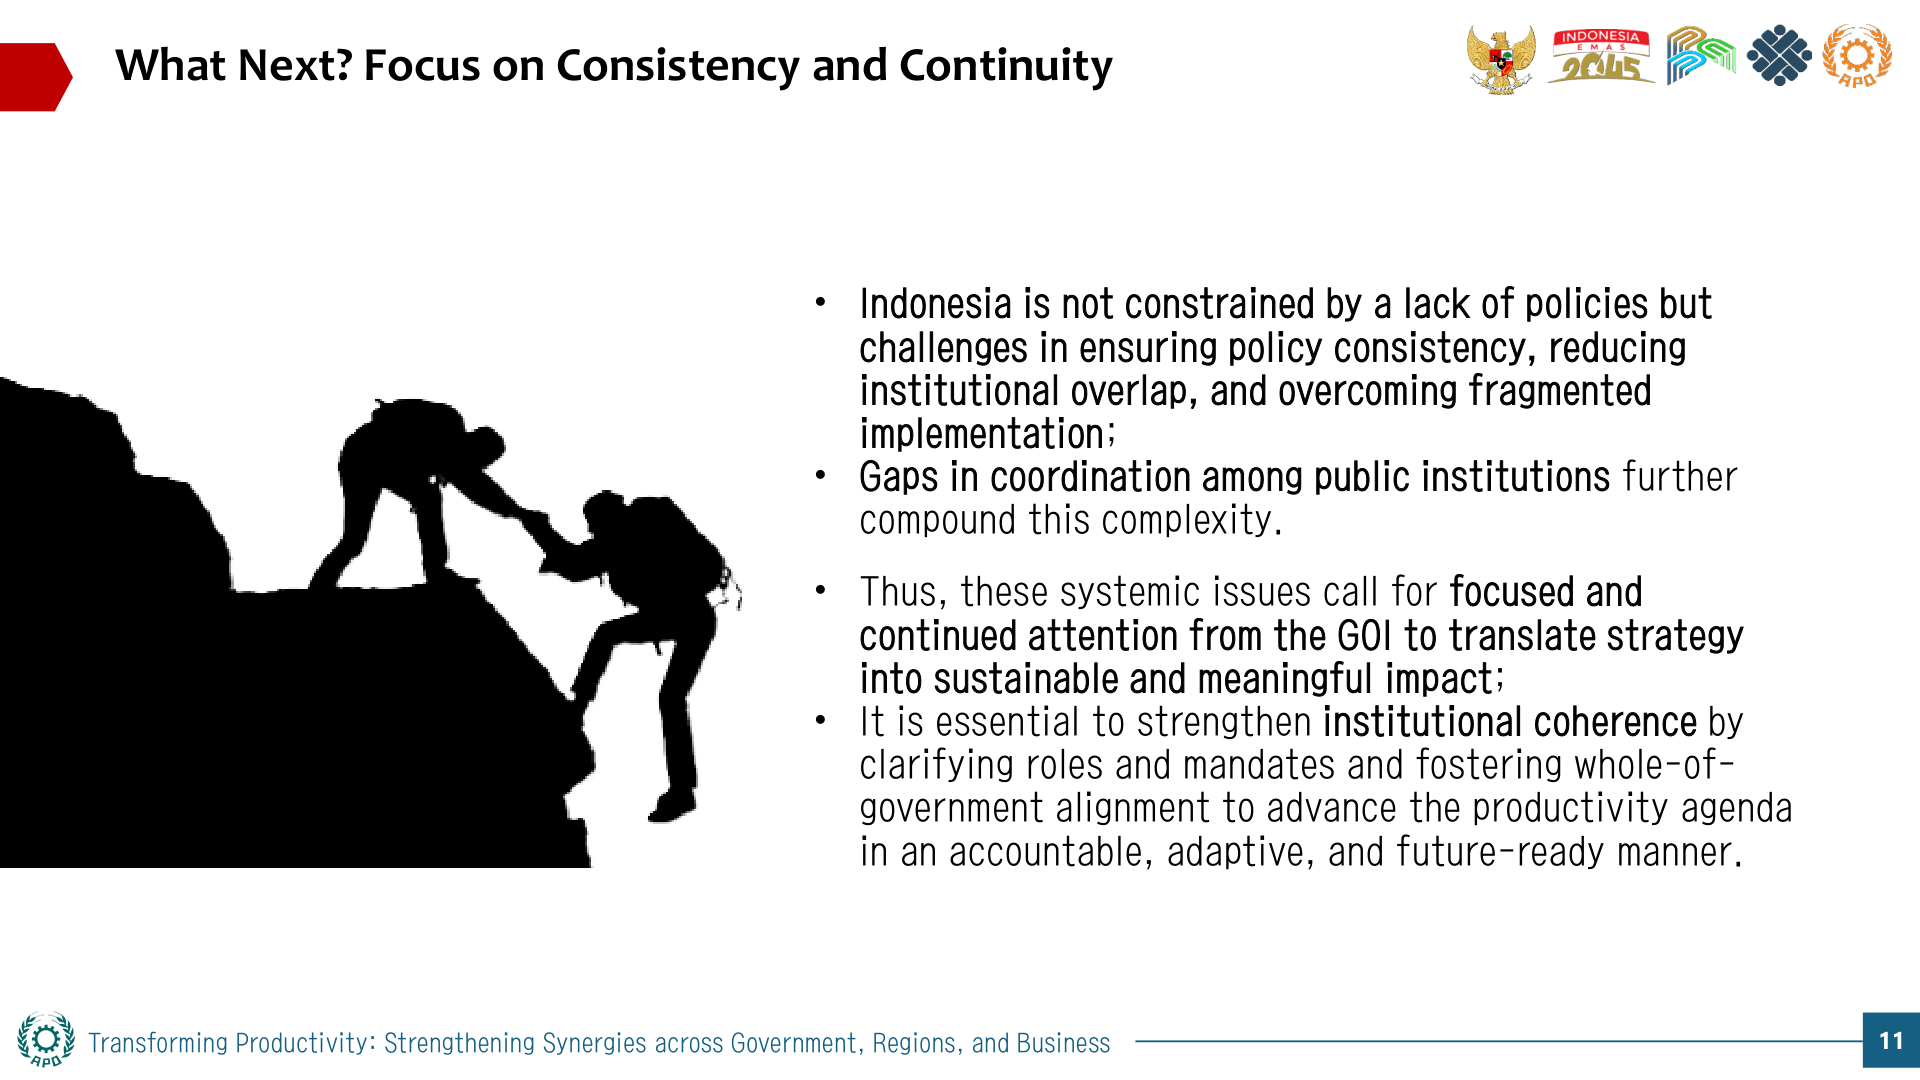 What Next? Focus on Consistency and Continuity
INDONESIA
EMAS
2045
APO
• Indonesia is not constrained by a lack of policies but
challenges in ensuring policy consistency, reducing
institutional overlap, and overcoming fragmented
implementation;
• Gaps in coordination among public institutions further
compound this complexity.
• Thus, these systemic issues call for focused and
continued attention from the GOI to translate strategy
into sustainable and meaningful impact;
• It is essential to strengthen institutional coherence by
clarifying roles and mandates and fostering whole-of-
government alignment to advance the productivity agenda
in an accountable, adaptive, and future-ready manner.
APO
Transforming Productivity: Strengthening Synergies across Government, Regions, and Business
11